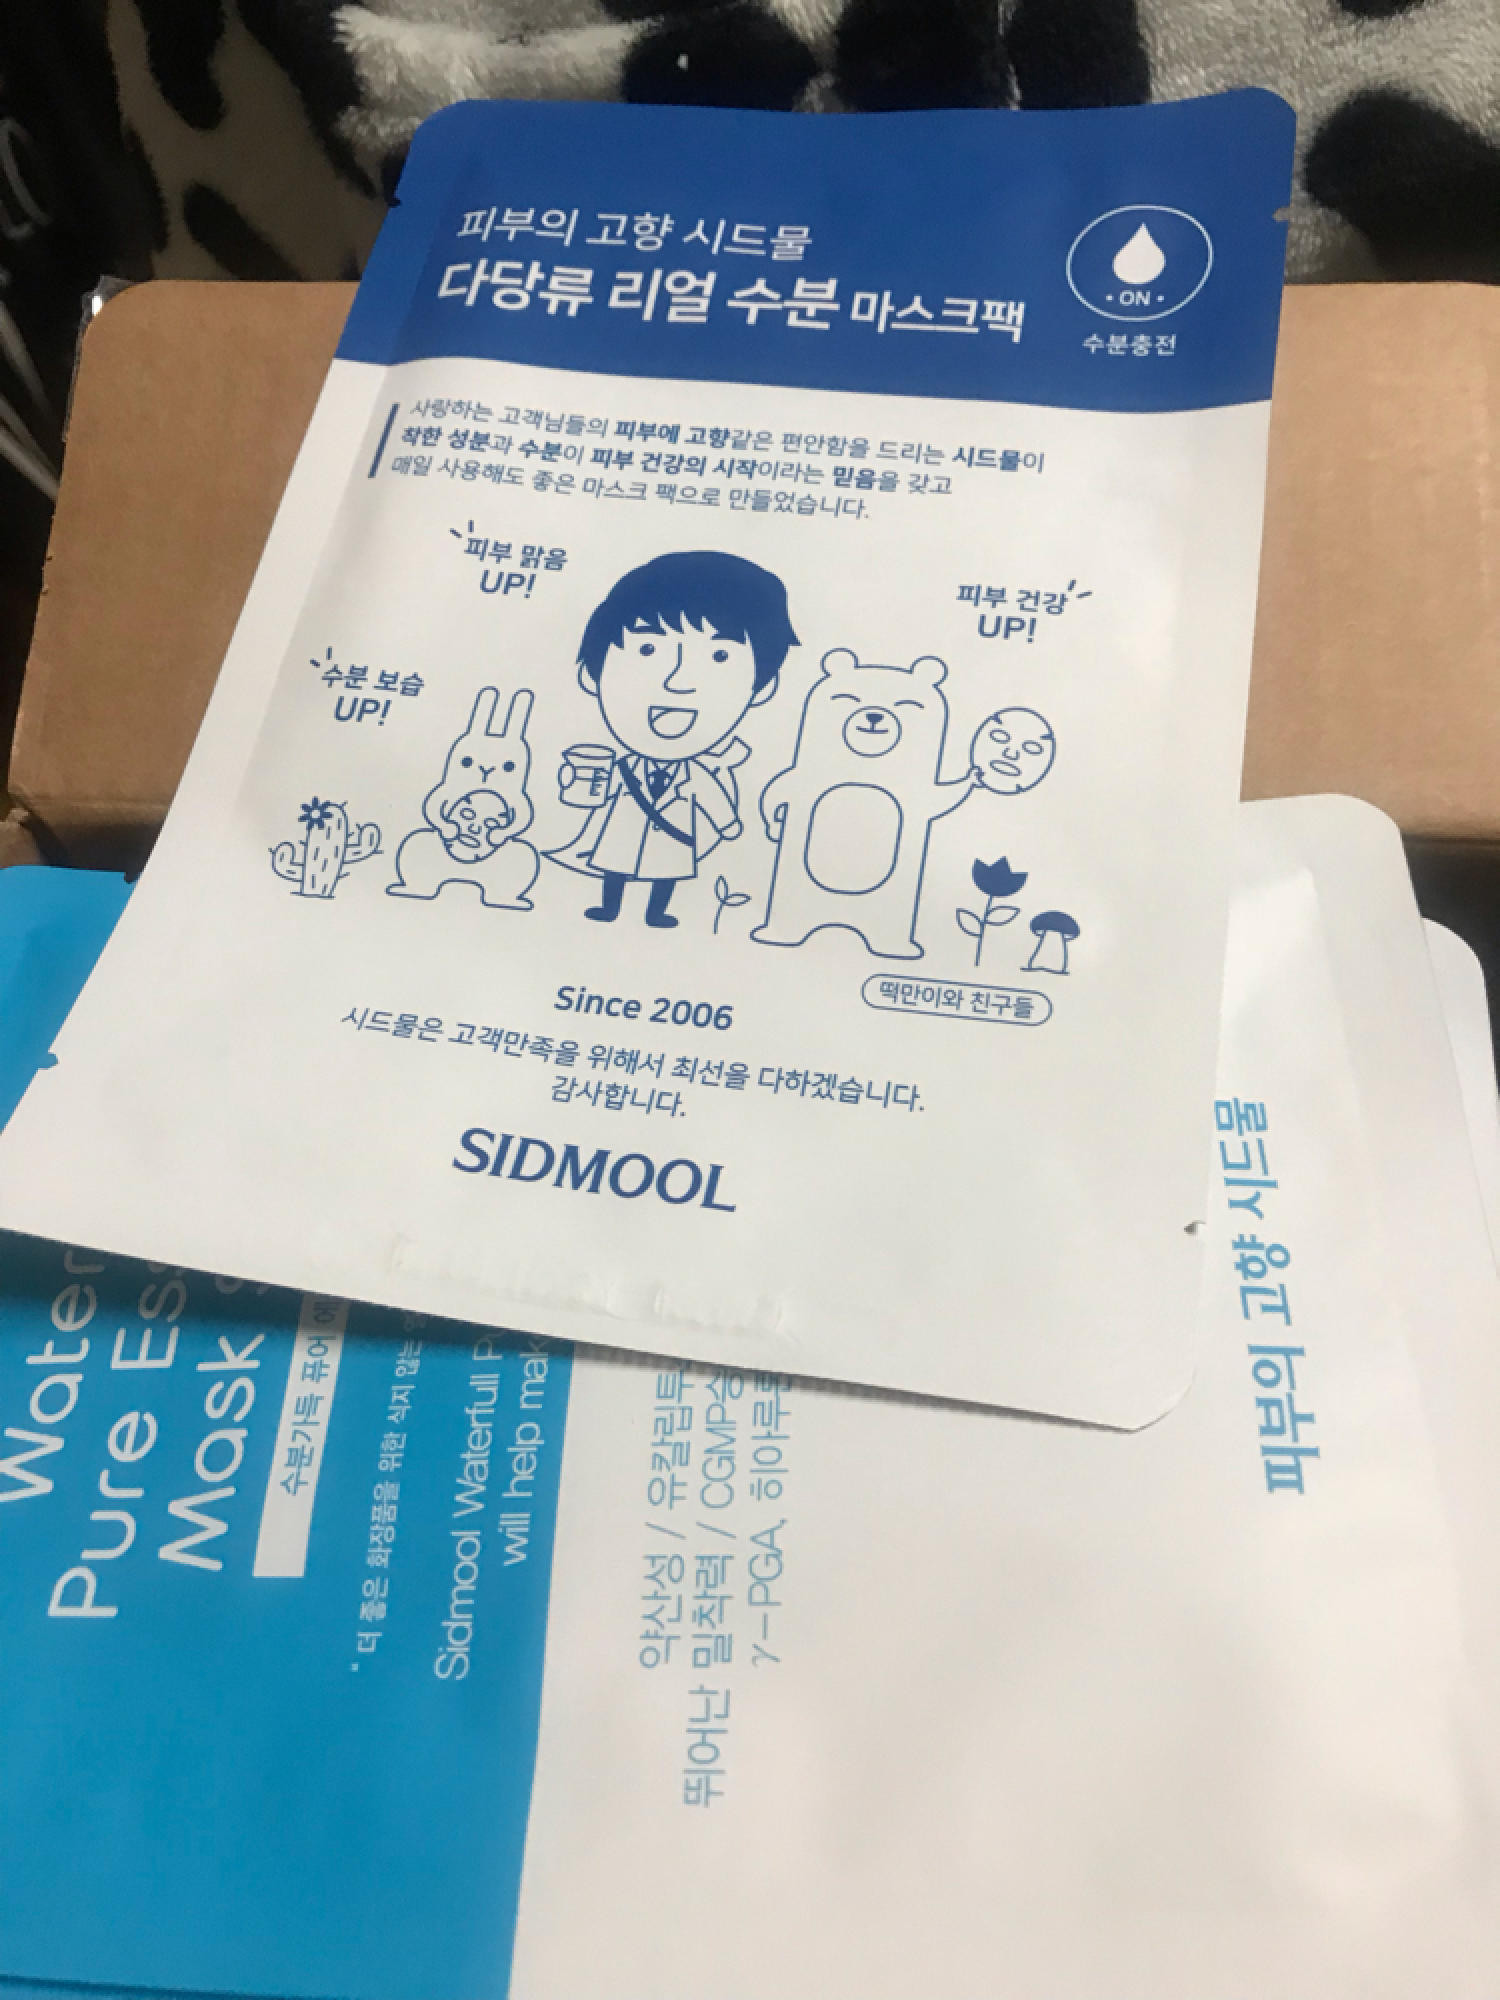 피부의 고향 시드물
다당류 리얼 수분 마스크팩
ON
수분충전
사랑하는 고객님들의 피부에 고향같은 편안함을 드리는 시드물이
착한 성분과 수분이 피부 건강의 시작이라는 믿음을 갖고
매일 사용해도 좋은 마스크 팩으로 만들었습니다.
피부 맑음
UP!
피부 건강
UP!
수분 보습
UP!
떡만이와 친구들
Since 2006
시드물은 고객만족을 위해서 최선을 다하겠습니다.
감사합니다.
SIDMOOL
Water
Pure
Mask
수분가득 퓨어
" 더 좋은 화장품을 위한 식지 않는
Sidmool Waterfull
will help
약산성 /
뛰어난 밀착력 /
γ-PGA,
피부의 고향 시드물